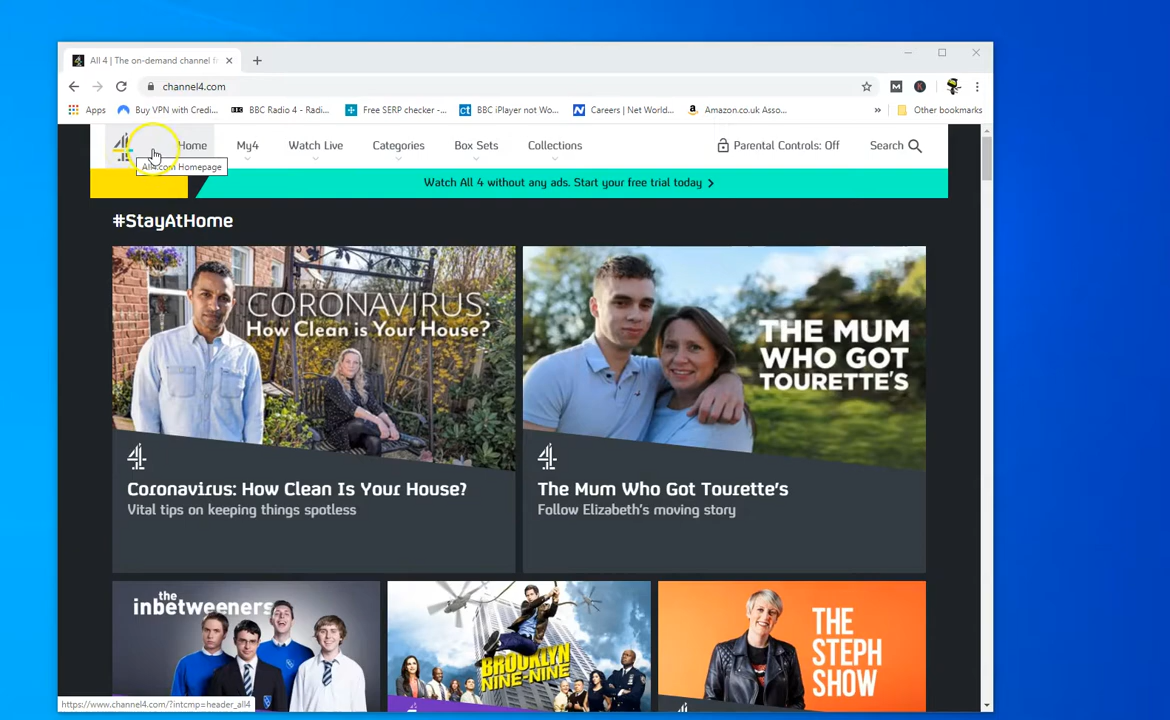 All 4 | The on-demand channel f
channel4.com
Apps
Buy VPN with Credi...
BBC Radio 4 - Radi...
Free SERP checker -...
BBC iPlayer not Wo...
Careers | Net World...
Amazon.co.uk Asso...
»
Other bookmarks
Home
My4
Watch Live
Categories
Box Sets
Collections
Parental Controls: Off
Search
All4.com Homepage
Watch All 4 without any ads. Start your free trial today
#StayAtHome
CORONAVIRUS:
How Clean is Your House?
THE MUM
WHO GOT
TOURETTE'S
4
Coronavirus: How Clean Is Your House?
Vital tips on keeping things spotless
4
The Mum Who Got Tourette's
Follow Elizabeth's moving story
the
inbetweeners
BROOKLYN
NINE-NINE
THE
STEPH
SHOW
https://www.channel4.com/?intcmp=header_all4